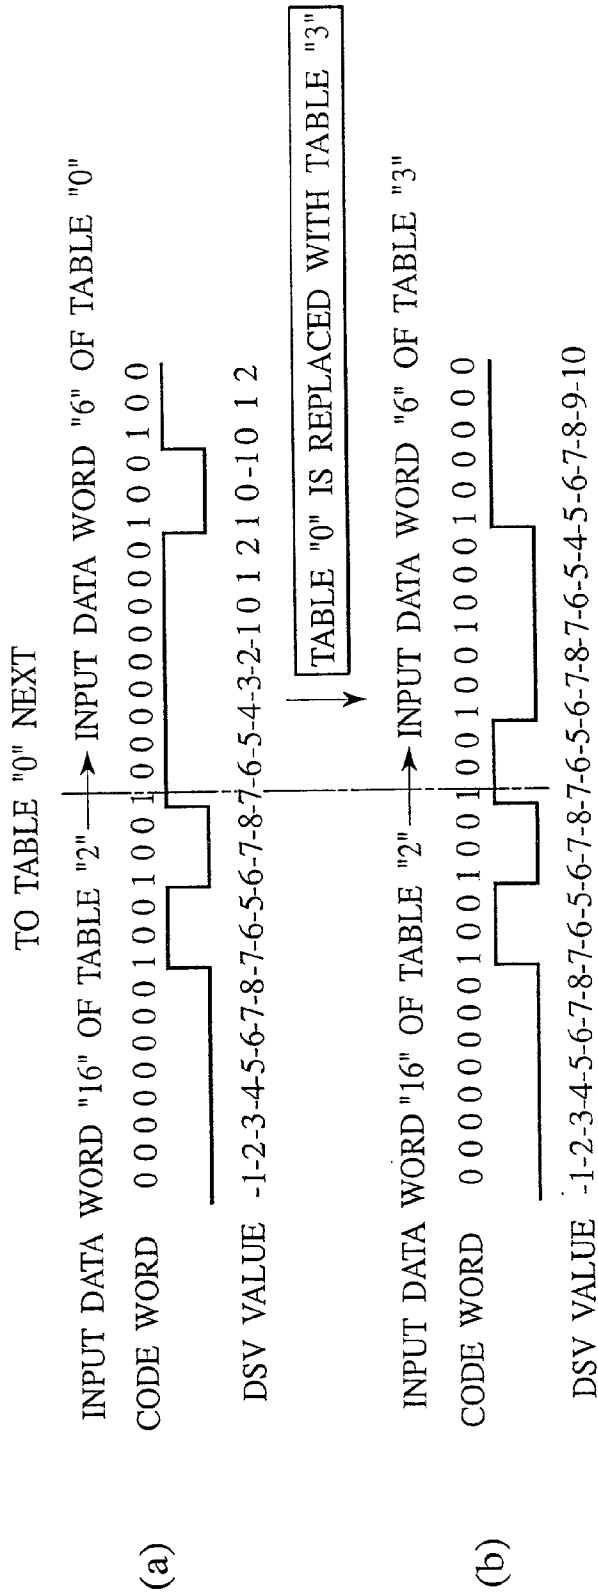 TO TABLE "0" NEXT
INPUT DATA WORD "16" OF TABLE "2" INPUT DATA WORD "6" OF TABLE "0"
(a) CODE WORD 0 0 0 0 0 0 0 0 1 0 0 1 0 0 1 0 0 0 0 0 0 0 0 0 1 0 0 1 0 0
DSV VALUE -1-2-3-4-5-6-7-8-7-6-5-6-7-8-7-6-5-4-3-2-10 1 2 1 0 -10 1 2
TABLE "0" IS REPLACED WITH TABLE "3"
INPUT DATA WORD "16" OF TABLE "2" INPUT DATA WORD "6" OF TABLE "3"
(b) CODE WORD 0 0 0 0 0 0 0 0 1 0 0 1 0 0 1 0 0 1 0 0 1 0 0 0 1 0 0 0 0 0
DSV VALUE -1-2-3-4-5-6-7-8-7-6-5-6-7-8-7-6-5-6-7-8-7-6-5-4-5-6-7-8-9-10